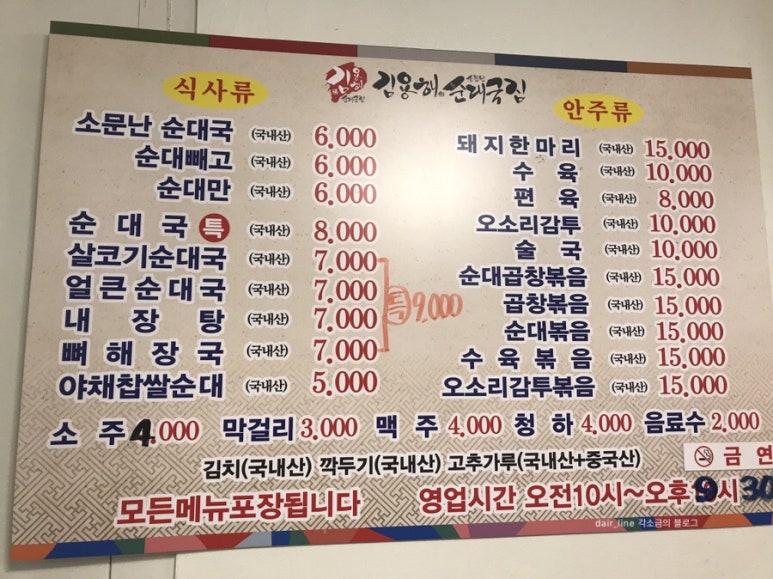 김용해의 순대국집
식사류
소문난 순대국 (국내산) 6.000
순대빼고 (국내산) 6.000
순대만 (국내산) 6.000
순대국 특 (국내산) 8.000
살코기순대국 (국내산) 7.000
얼큰순대국 (국내산) 7.000
내장탕 (국내산) 7.000
뼈해장국 (국내산) 7.000
특 9.000
야채찹쌀순대 (국내산) 5.000
안주류
돼지한마리 (국내산) 15.000
수육 (국내산) 10.000
편육 (국내산) 8.000
오소리감투 (국내산) 10.000
술국 (국내산) 10.000
순대곱창볶음 (국내산) 15.000
곱창볶음 (국내산) 15.000
순대볶음 (국내산) 15.000
수육볶음 (국내산) 15.000
오소리감투볶음 (국내산) 15.000
소주 4.000 막걸리 3.000 맥주 4.000 청하 4.000 음료수 2.000
김치(국내산) 깍두기(국내산) 고추가루(국내산+중국산)
금연
모든메뉴포장됩니다 영업시간 오전10시~오후9시 30
dair_line 각소금의 블로그